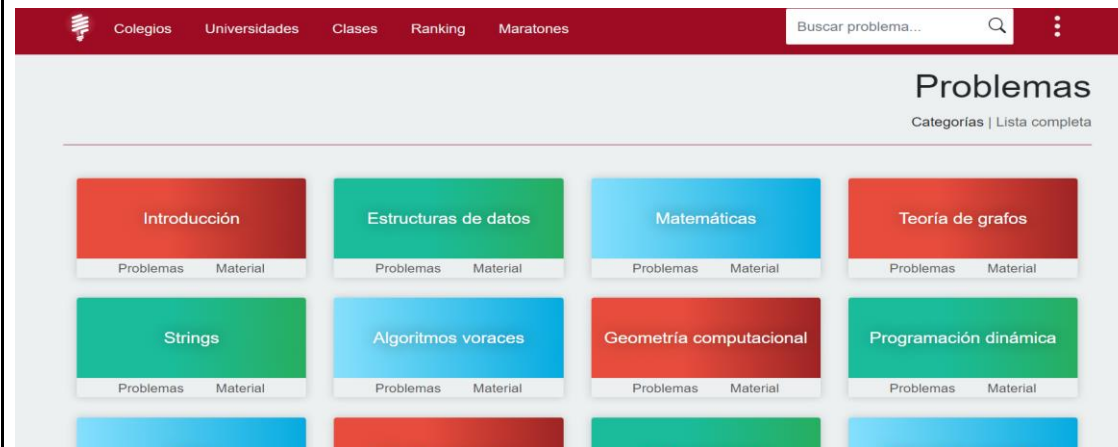 Colegios Universidades Clases Ranking Maratones Buscar problema...
Problemas
Categorías | Lista completa
Introducción Estructuras de datos Matemáticas Teoría de grafos
Problemas Material Problemas Material Problemas Material Problemas Material
Strings Algoritmos voraces Geometría computacional Programación dinámica
Problemas Material Problemas Material Problemas Material Problemas Material